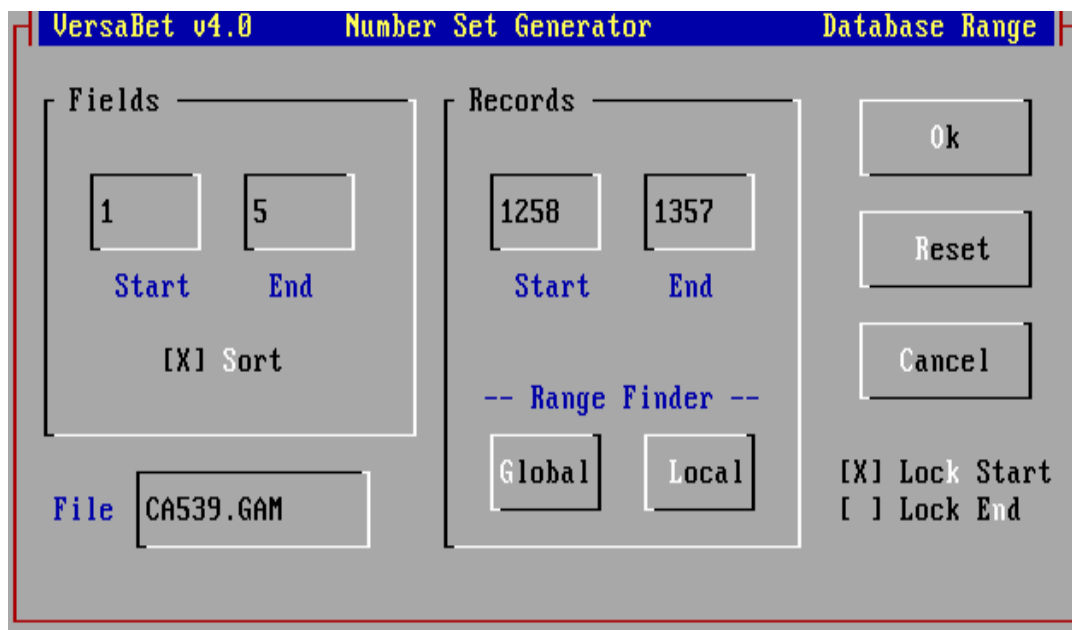 VersaBet v4.0 Number Set Generator Database Range
Fields
1 5
Start End
[X] Sort
File CA539.GAM
Records
1258 1357
Start End
-- Range Finder --
Global Local
Ok
Reset
Cancel
[X] Lock Start
[ ] Lock End